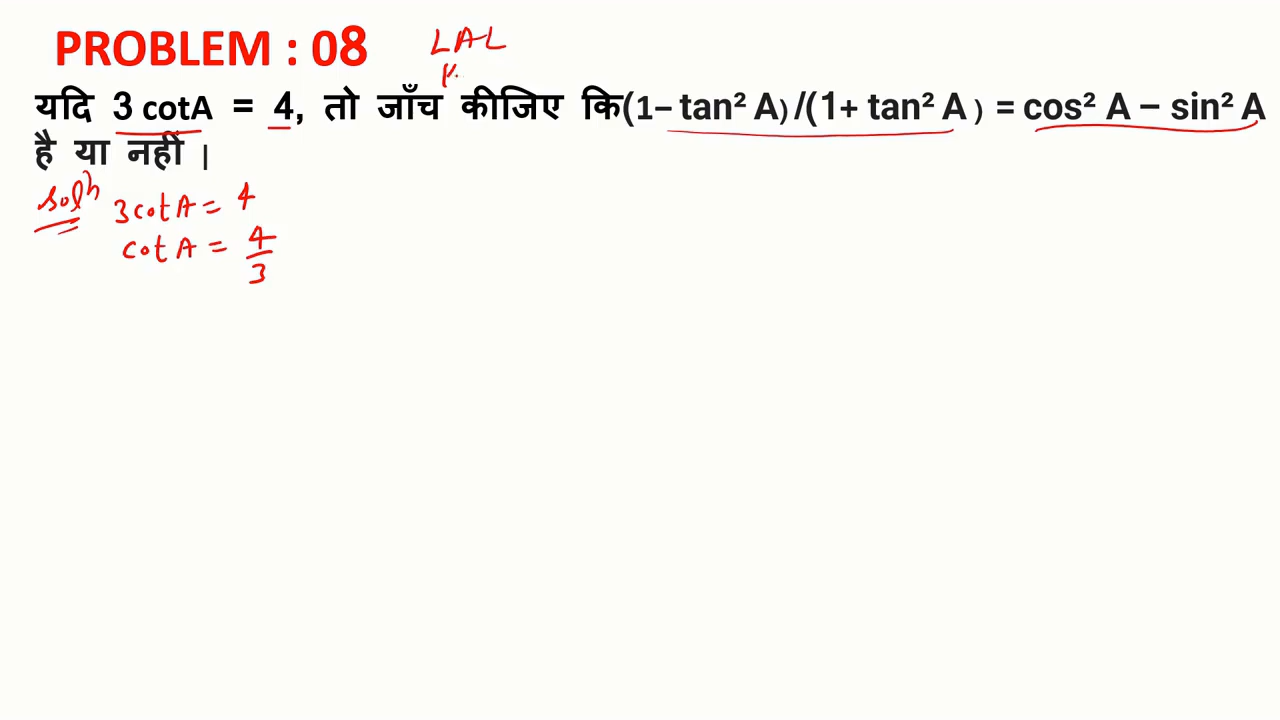 PROBLEM : 08
LAL
यदि 3 cotA = 4, तो जाँच कीजिए कि(1– tan² A) /(1+ tan² A ) = cos² A – sin² A
है या नहीं |
Solⁿ 3cotA = 4
cotA = 4/3